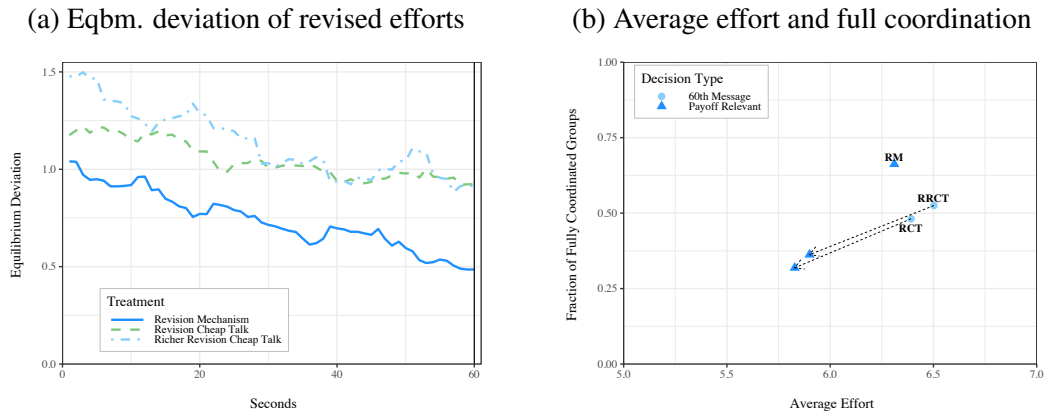 (a) Eqbm. deviation of revised efforts
1.5
1.0
0.5
0.0
Equilibrium Deviation
Treatment
Revision Mechanism
Revision Cheap Talk
Richer Revision Cheap Talk
0
20
40
60
Seconds
(b) Average effort and full coordination
1.00
0.75
0.50
0.25
0.00
Fraction of Fully Coordinated Groups
Decision Type
60th Message
Payoff Relevant
RM
RRCT
RCT
5.0
5.5
6.0
6.5
7.0
Average Effort